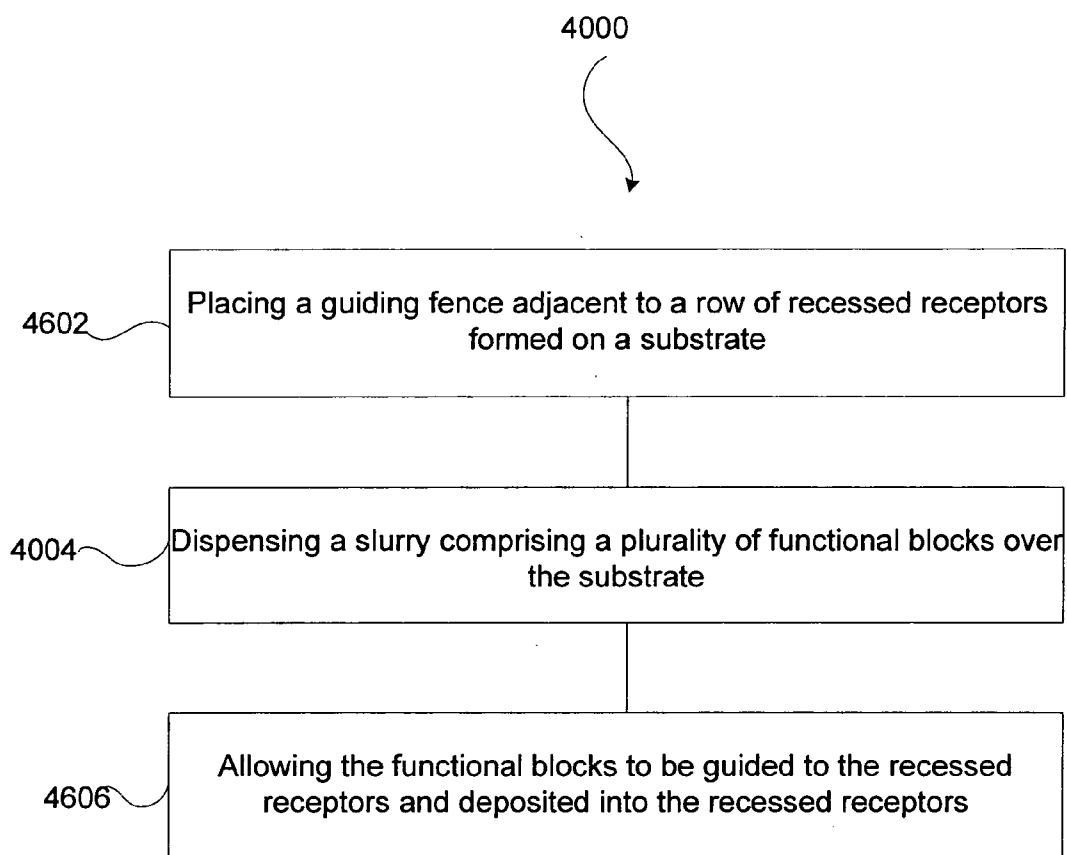 4000
4602
Placing a guiding fence adjacent to a row of recessed receptors
formed on a substrate
4004
Dispensing a slurry comprising a plurality of functional blocks over
the substrate
4606
Allowing the functional blocks to be guided to the recessed
receptors and deposited into the recessed receptors